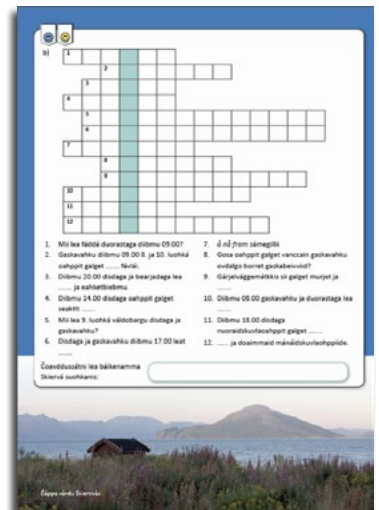 b)
1
2
3
4
5
6
7
8
9
10
11
12
1. Mii lea fáddá duorastaga diibmu 09.00?
2. Gaskavahku diibmu 09.00 8. ja 10. luohká
oahppit galget ...... fávlái.
3. Diibmu 20.00 disdaga ja bearjadaga lea
...... ja eahketbiebmu.
4. Diibmu 14.00 disdaga oahppit galget
seaktit ......
5. Mii lea 9. luohká váldobargu disdaga ja
gaskavahku?
6. Disdaga ja gaskavahku diibmu 17.00 leat
......
7. å nå from sámegillii
8. Gosa oahppit galget vanccain gaskavahku
ovdalgo borret gaskabeivviid?
9. Gárjelvággemátkkis sii galget murjet ja
......
10. Diibmu 08.00 gaskavahku ja duorastaga lea
......
11. Diibmu 18.00 disdaga
nuoraidskuvlaoahppit galget ......
12. ...... ja doaimmaid mánáidskuvlaohppiide.
Čoavddussátni lea báikenamma
Skiervá suohkanis:
Čáppa várdu Skiervvás